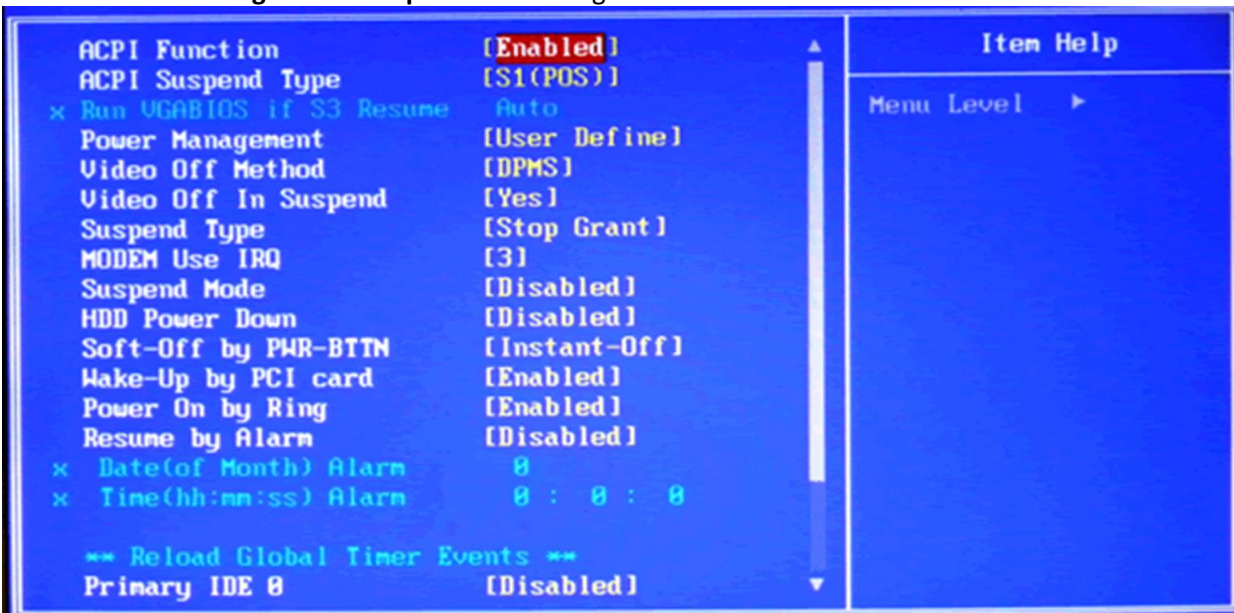 ACPI Function [Enabled]
ACPI Suspend Type [S1(POS)]
x Run VGABIOS if S3 Resume Auto
Power Management [User Define]
Video Off Method [DPMS]
Video Off In Suspend [Yes]
Suspend Type [Stop Grant]
MODEM Use IRQ [3]
Suspend Mode [Disabled]
HDD Power Down [Disabled]
Soft-Off by PWR-BTTN [Instant-Off]
Wake-Up by PCI card [Enabled]
Power On by Ring [Enabled]
Resume by Alarm [Disabled]
x Date(of Month) Alarm 0
x Time(hh:mm:ss) Alarm 0 : 0 : 0
** Reload Global Timer Events **
Primary IDE 0 [Disabled]
Item Help
Menu Level ►